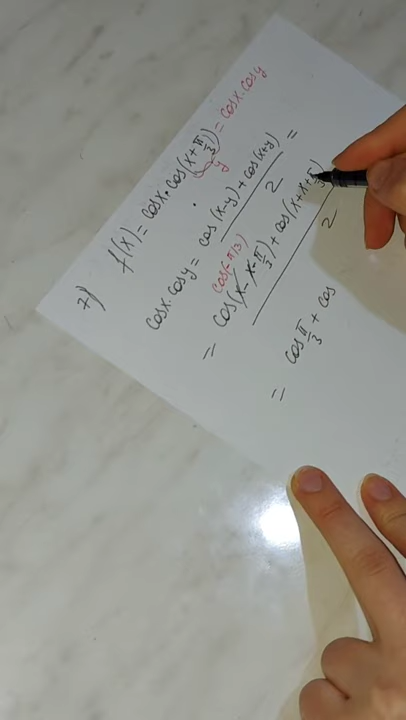 7) f(x) = cosx · cos(x + π/3) = cosx · cosy
y
cosx · cosy = (cos(x-y) + cos(x+y)) / 2 =
cos(-π/3)
= (cos(x - x - π/3) + cos(x + x + π/3)) / 2
= cos π/3 + cos